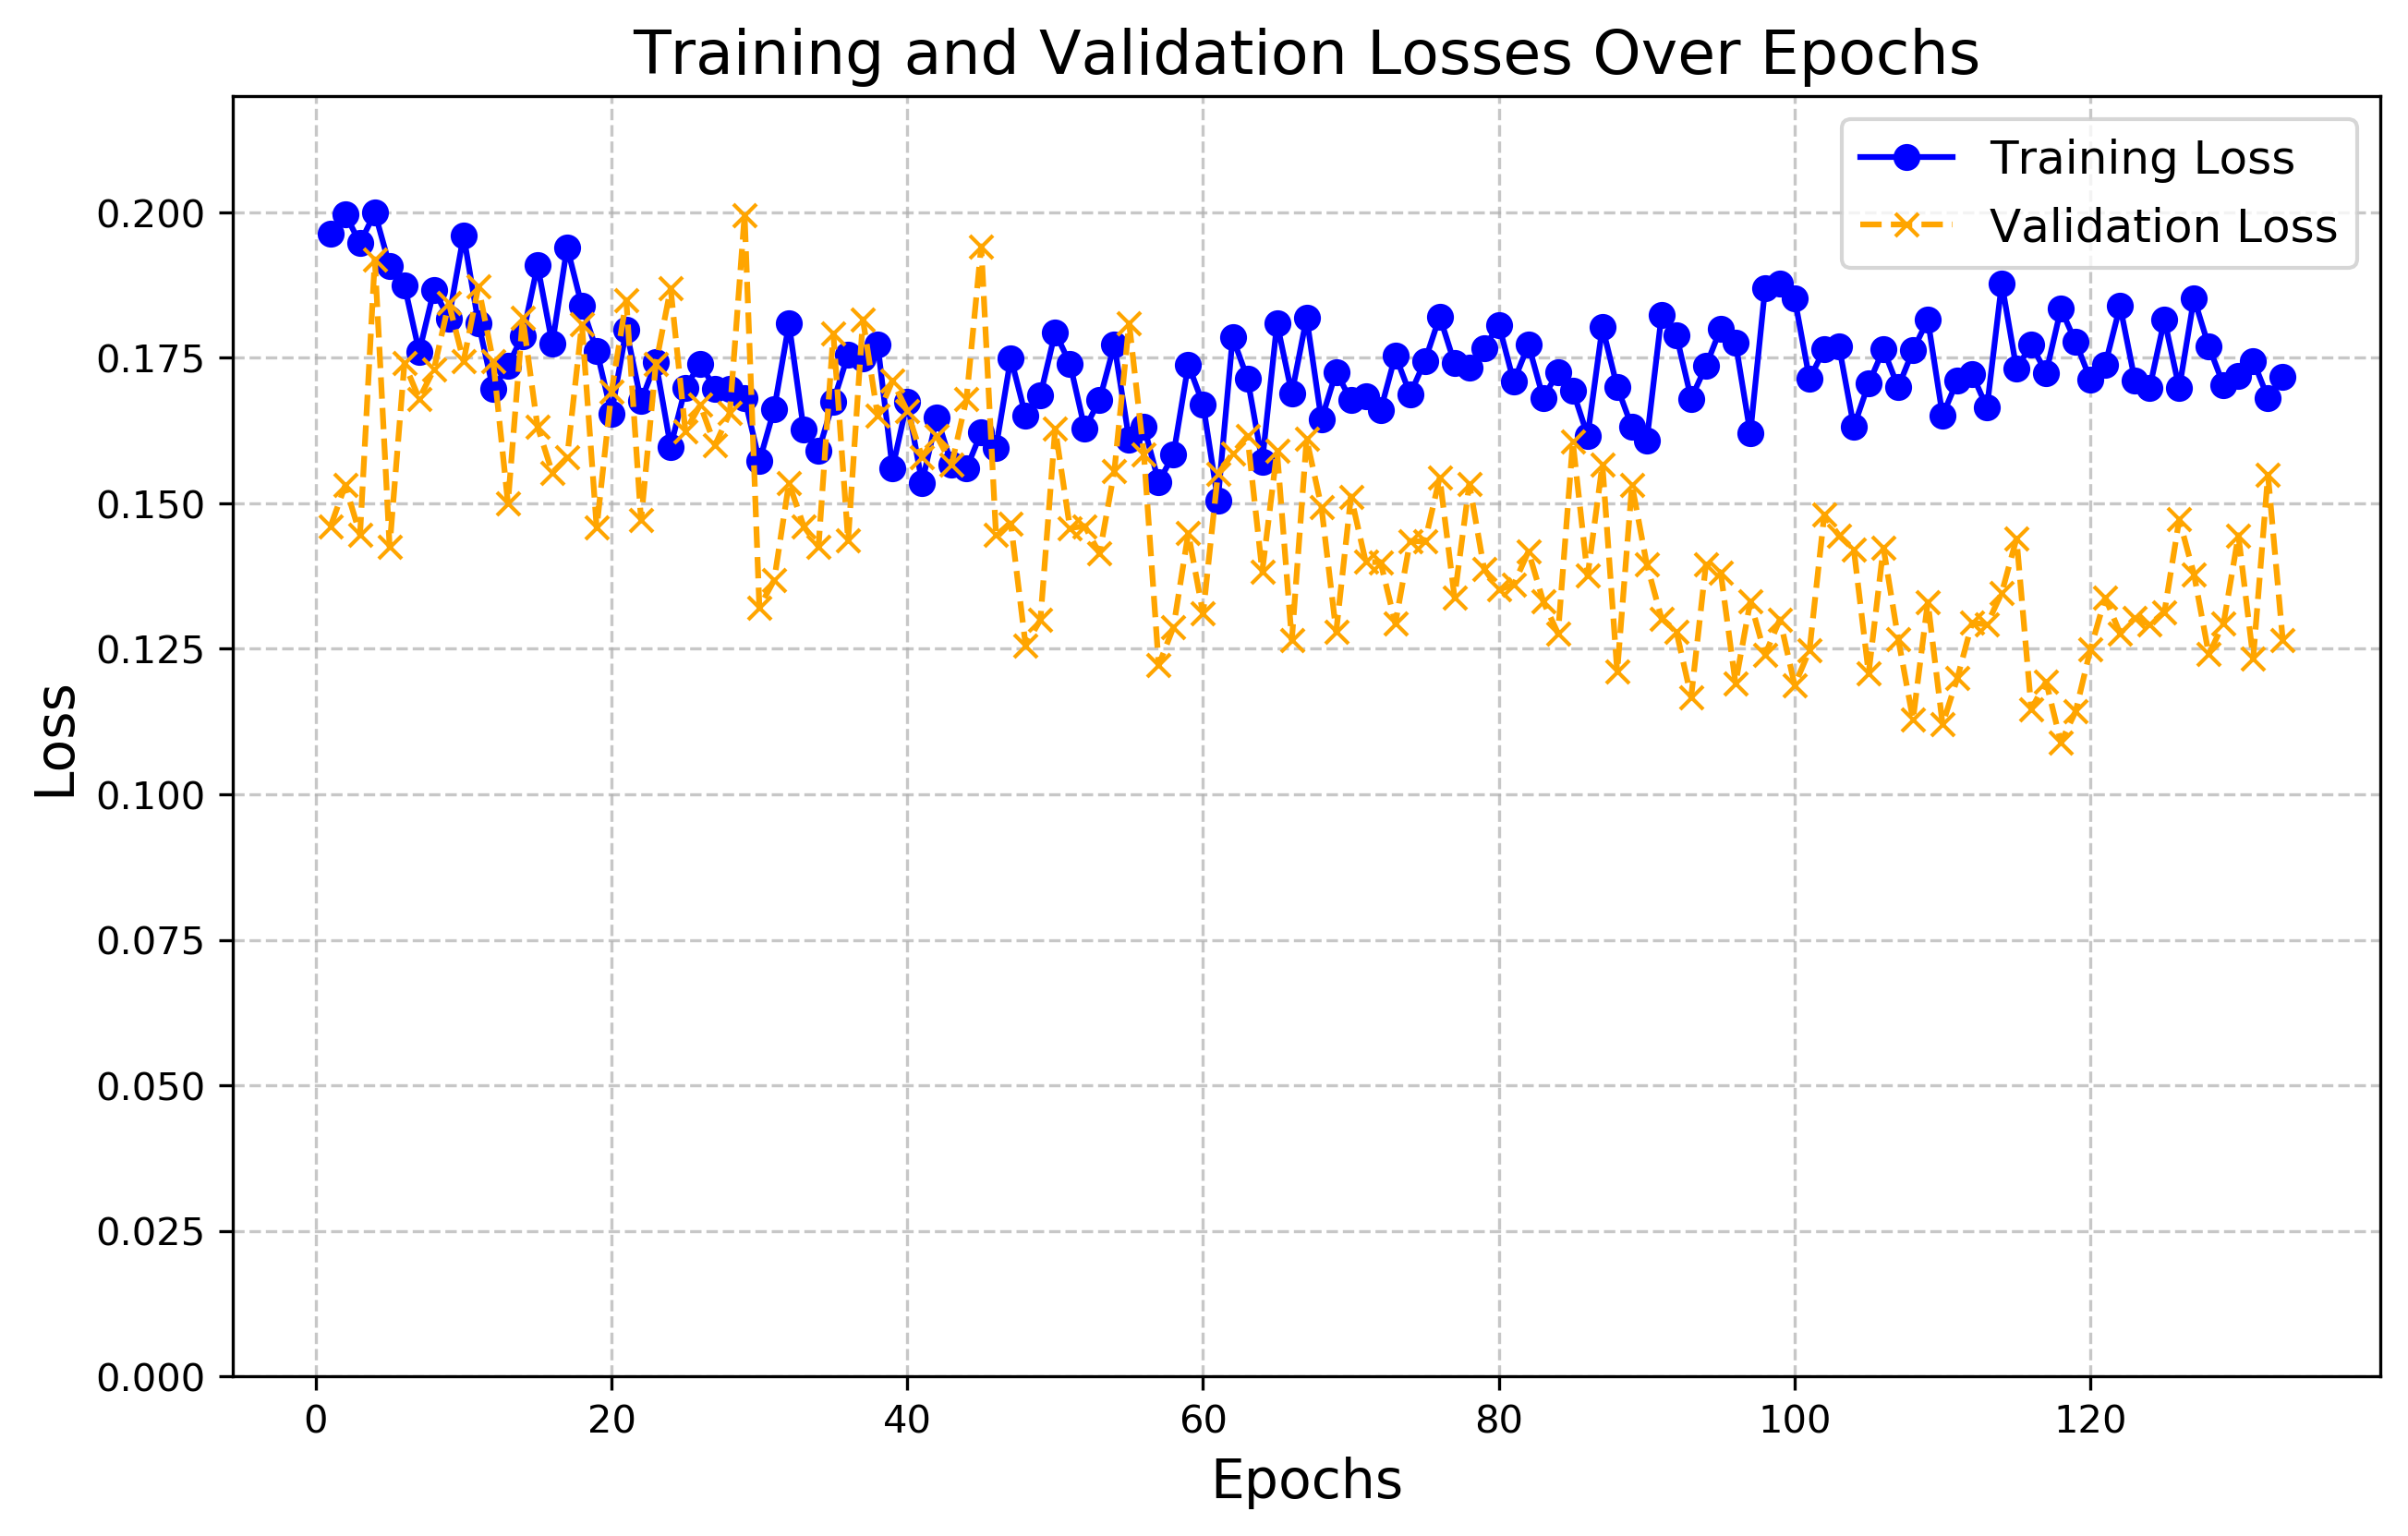 Training and Validation Losses Over Epochs
Training Loss
Validation Loss
0.200
0.175
0.150
0.125
0.100
0.075
0.050
0.025
0.000
Loss
0 20 40 60 80 100 120
Epochs